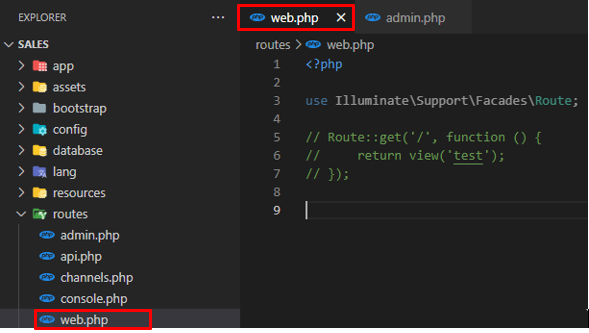 EXPLORER
SALES
app
assets
bootstrap
config
database
lang
resources
routes
admin.php
api.php
channels.php
console.php
web.php
web.php admin.php
routes > web.php
1 <?php
2
3 use Illuminate\Support\Facades\Route;
4
5 // Route::get('/', function () {
6 //     return view('test');
7 // });
8
9